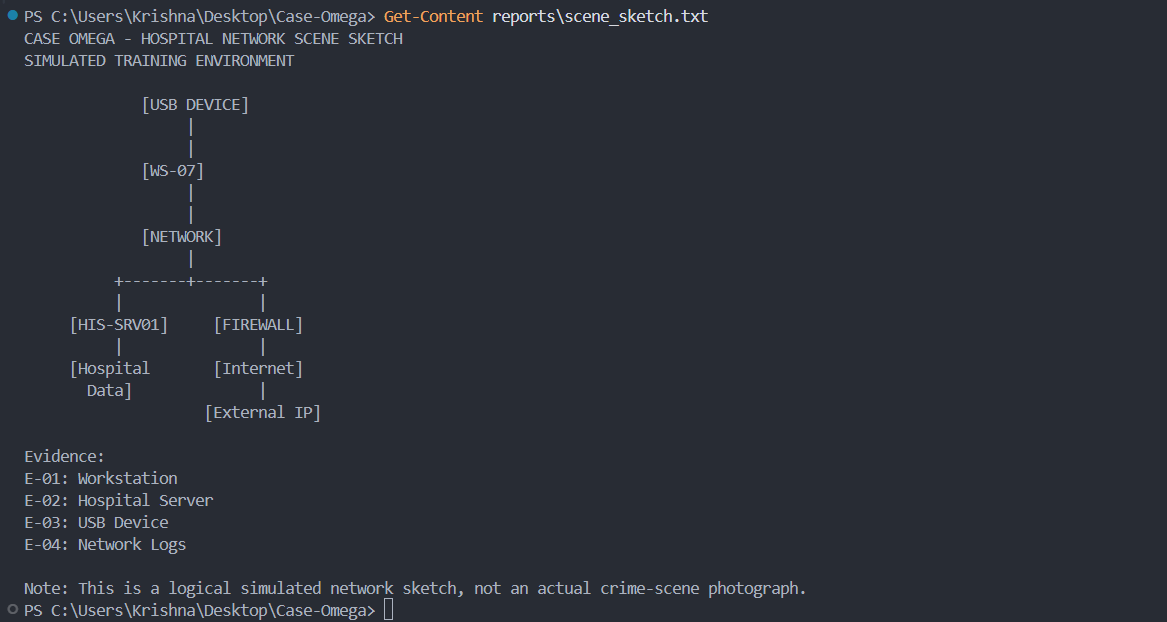 PS C:\Users\Krishna\Desktop\Case-Omega> Get-Content reports\scene_sketch.txt
CASE OMEGA - HOSPITAL NETWORK SCENE SKETCH
SIMULATED TRAINING ENVIRONMENT

             [USB DEVICE]
                  |
                  |
             [WS-07]
                  |
                  |
             [NETWORK]
                  |
          +-------+-------+
          |               |
     [HIS-SRV01]     [FIREWALL]
          |               |
     [Hospital       [Internet]
       Data]              |
                    [External IP]

Evidence:
E-01: Workstation
E-02: Hospital Server
E-03: USB Device
E-04: Network Logs

Note: This is a logical simulated network sketch, not an actual crime-scene photograph.
PS C:\Users\Krishna\Desktop\Case-Omega>